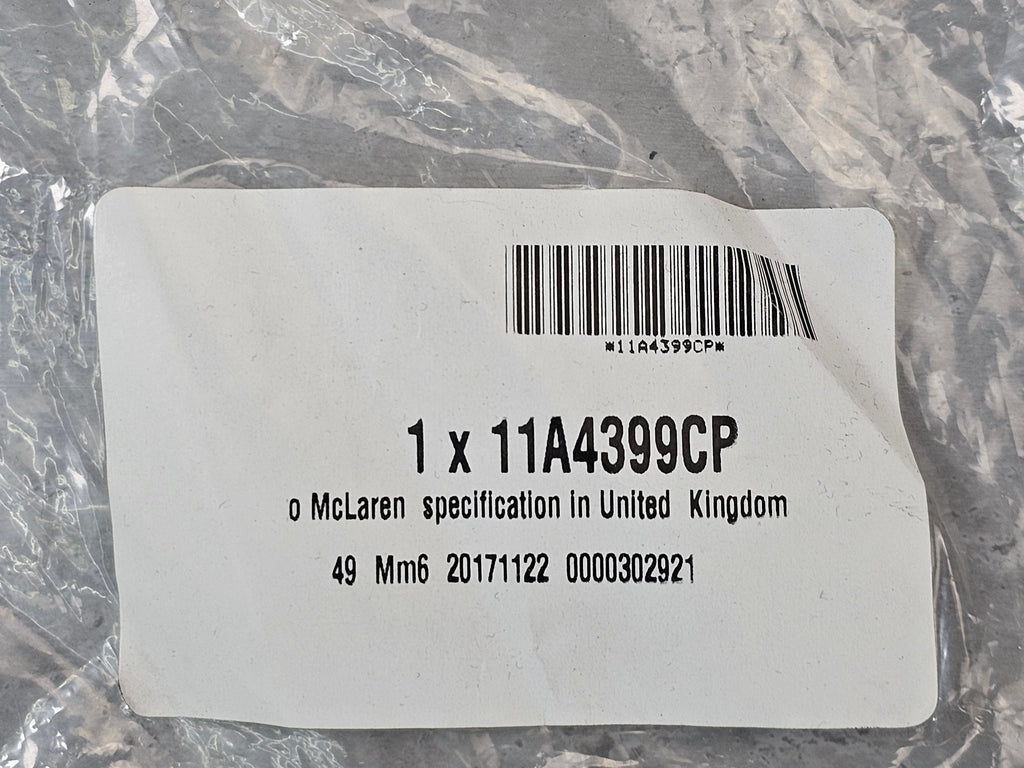 *11A4399CP*
1 x 11A4399CP
o McLaren specification in United Kingdom
49 Mm6 20171122 0000302921